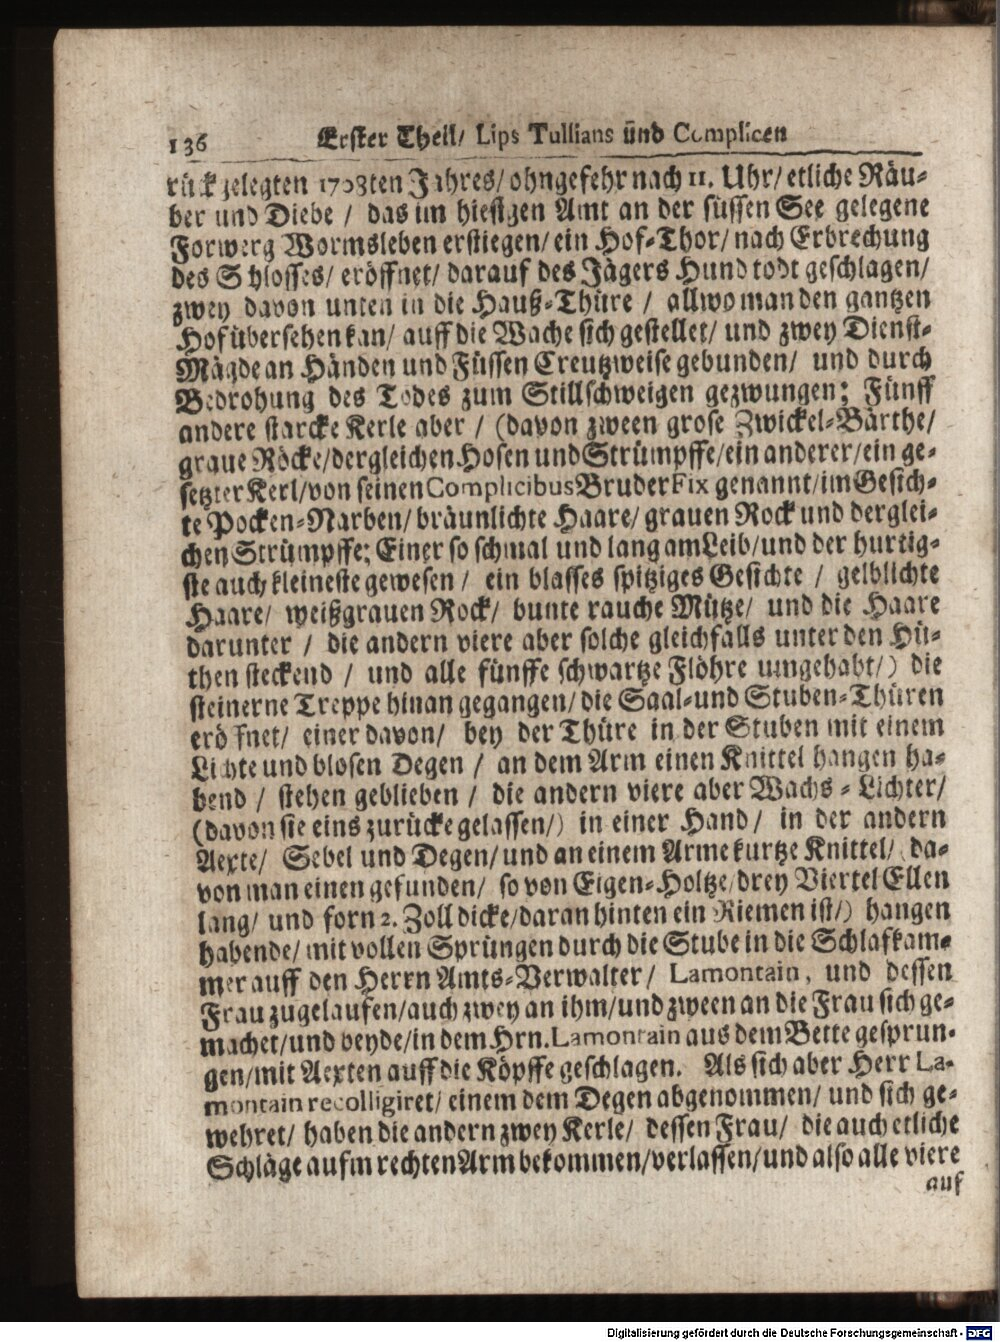 136 Erster Theil/ Lips Tullians und Complicen
rückgelegten 1708ten Jahres/ ohngefehr nach 11. Uhr/ etliche Räu-
ber und Diebe / das im hiesigen Amt an der süssen See gelegene
Forwerg Wormsleben erstiegen/ ein Hof-Thor/ nach Erbrechung
des Schlosses/ eröffnet/ darauf des Jägers Hund todt geschlagen/
zwey davon unten in die Hauß-Thüre / allwo man den gantzen
Hof übersehen kan/ auff die Wache sich gestellet/ und zwey Dienst-
Mägde an Händen und Füssen Creutzweise gebunden/ und durch
Bedrohung des Todes zum Stillschweigen gezwungen; Fünff
andere starcke Kerle aber / (davon zween grose Zwickel-Bärthe/
graue Röcke/ dergleichen Hosen und Strümpffe/ ein anderer/ ein ge-
setzter Kerl/ von seinen Complicibus Bruder Fix genannt/ im Gesich-
te Pocken-Narben/ bräunlichte Haare/ grauen Rock und derglei-
chen Strümpffe; Einer so schmal und lang am Leib/ und der hurtig-
ste auch kleineste gewesen / ein blasses spitziges Gesichte / gelblichte
Haare/ weißgrauen Rock/ bunte rauche Mütze/ und die Haare
darunter / die andern viere aber solche gleichfalls unter den Hü-
then steckend / und alle fünffe schwartze Flöhre umgehabt/) die
steinerne Treppe hinan gegangen/ die Saal- und Stuben-Thüren
eröffnet/ einer davon/ bey der Thüre in der Stuben mit einem
Lichte und blosen Degen / an dem Arm einen Knittel hangen ha-
bend / stehen geblieben / die andern viere aber Wachs-Lichter/
(davon sie eins zurücke gelassen/) in einer Hand/ in der andern
Aexte/ Sebel und Degen/ und an einem Arme kurtze Knittel/ (da-
von man einen gefunden/ so von Eigen-Holtze/ drey Viertel Ellen
lang/ und forn 2. Zoll dicke/ daran hinten ein Riemen ist/) hangen
habende/ mit vollen Sprüngen durch die Stube in die Schlafkam-
mer auff den Herrn Amts-Verwalter/ Lamontain, und dessen
Frau zugelaufen/ auch zwey an ihm/ und zween an die Frau sich ge-
machet/ und beyde/ in dem Hrn. Lamontain aus dem Bette gesprun-
gen/ mit Aexten auff die Köpffe geschlagen. Als sich aber Herr La-
montain recolligiret/ einem dem Degen abgenommen/ und sich ge-
wehret/ haben die andern zwey Kerle/ dessen Frau/ die auch etliche
Schläge aufm rechten Arm bekommen/ verlassen/ und also alle viere
auf
Digitalisierung gefördert durch die Deutsche Forschungsgemeinschaft - DFG